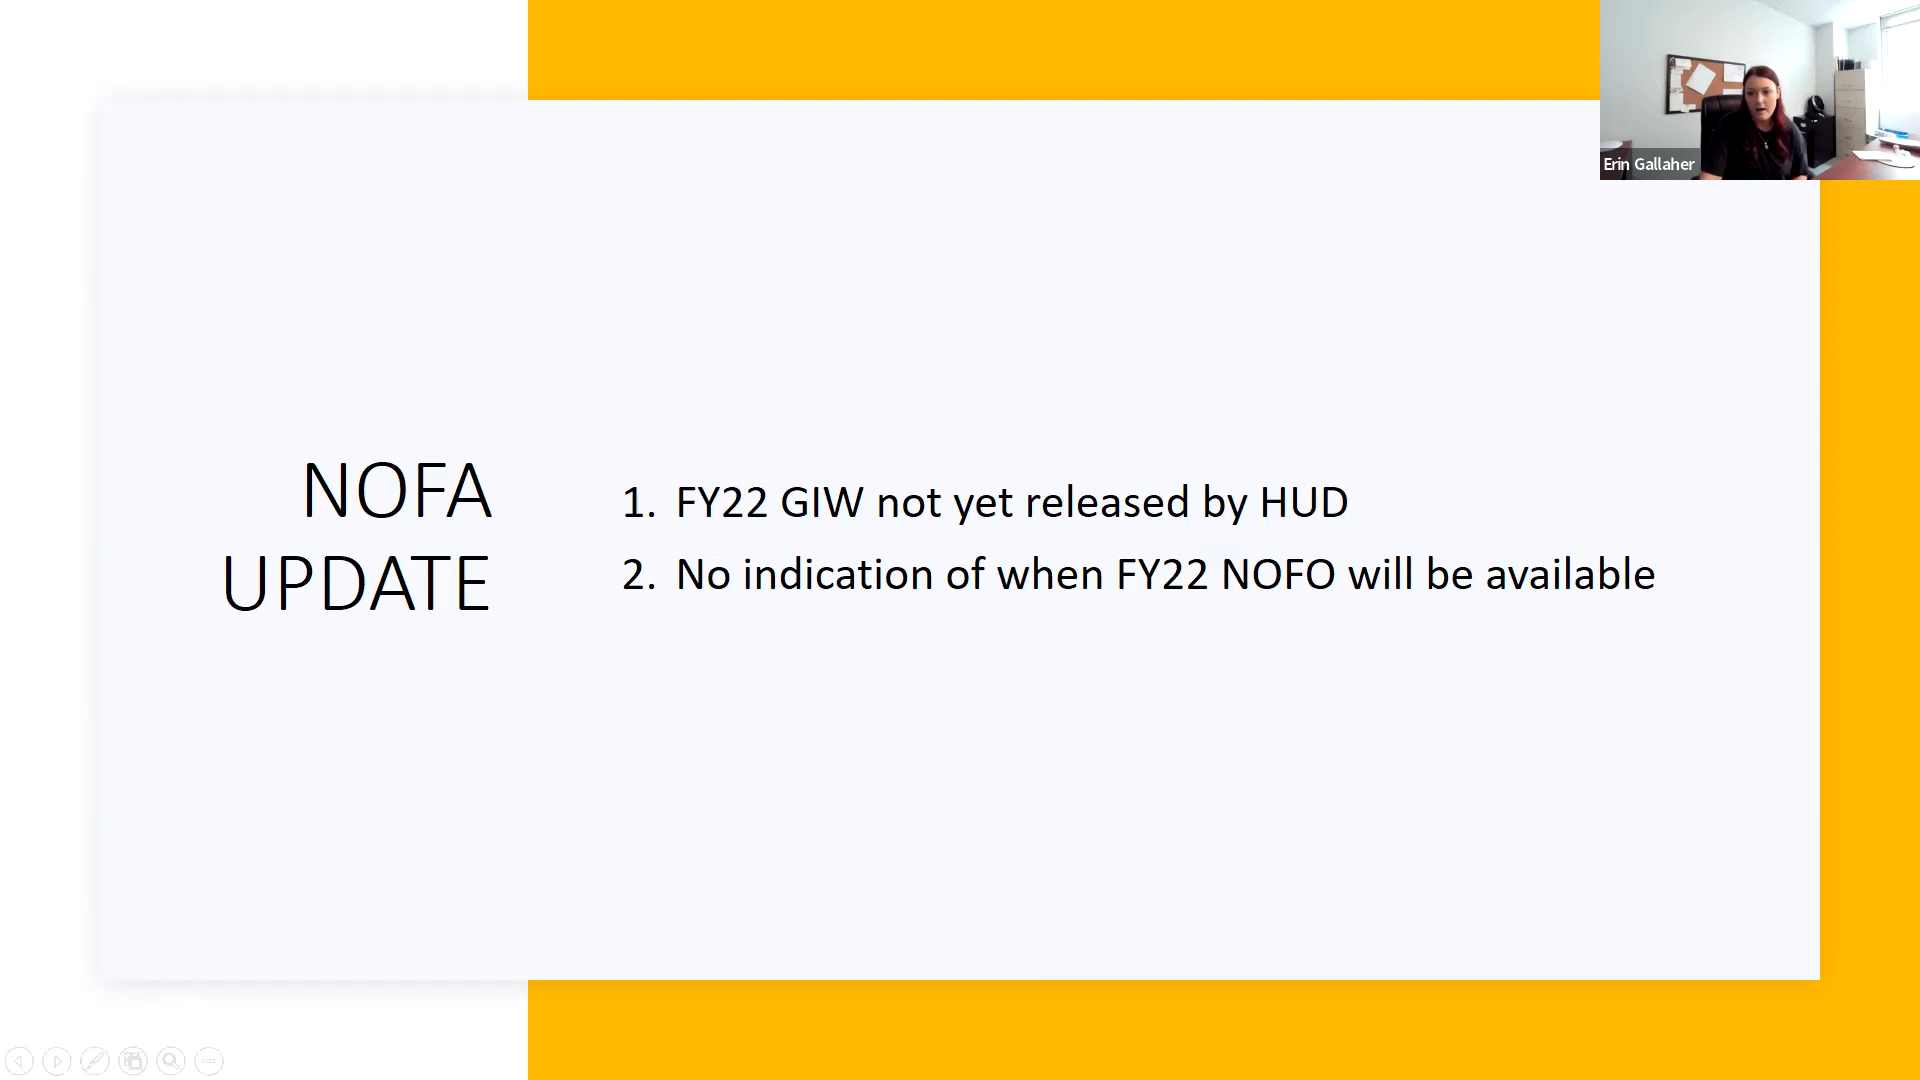 Erin Gallaher
NOFA
UPDATE
1. FY22 GIW not yet released by HUD
2. No indication of when FY22 NOFO will be available